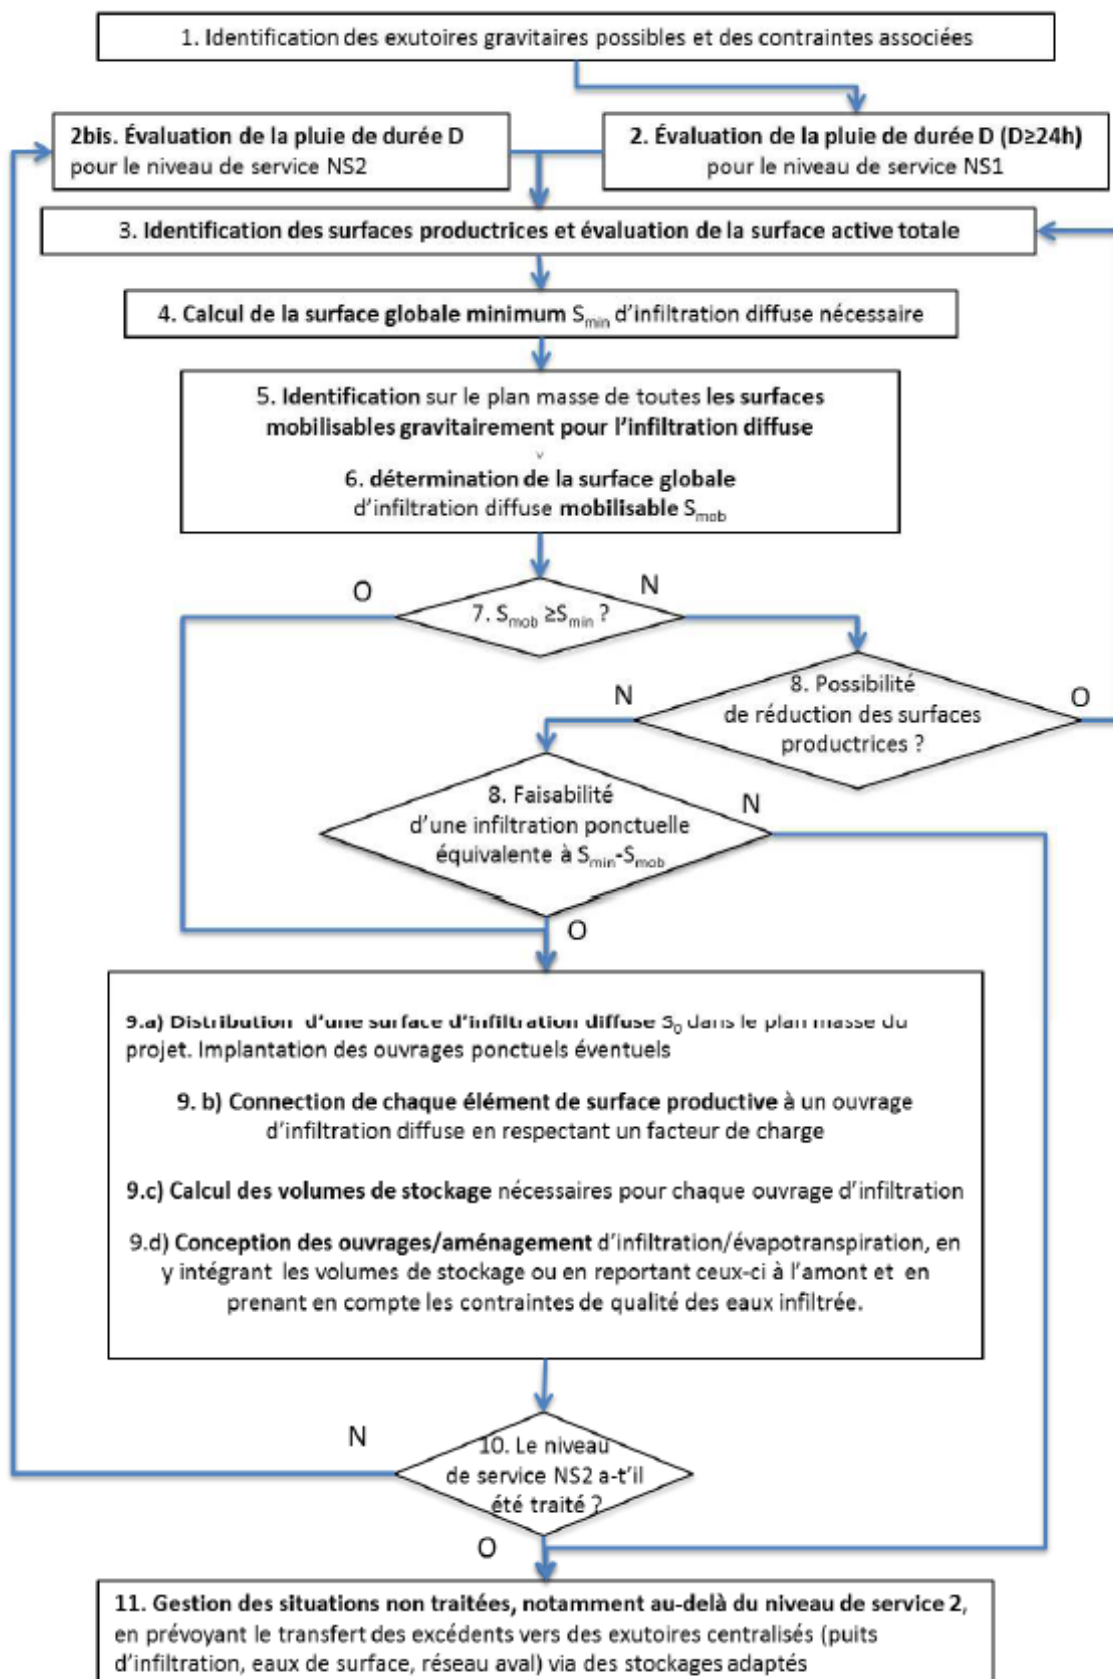 1. Identification des exutoires gravitaires possibles et des contraintes associées
2bis. Évaluation de la pluie de durée D
pour le niveau de service NS2
2. Évaluation de la pluie de durée D (D≥24h)
pour le niveau de service NS1
3. Identification des surfaces productrices et évaluation de la surface active totale
4. Calcul de la surface globale minimum Smin d'infiltration diffuse nécessaire
5. Identification sur le plan masse de toutes les surfaces
mobilisables gravitairement pour l'infiltration diffuse
v
6. détermination de la surface globale
d'infiltration diffuse mobilisable Smob
O
N
7. Smob ≥Smin ?
N
8. Possibilité
de réduction des surfaces
productrices ?
O
8. Faisabilité
d'une infiltration ponctuelle
équivalente à Smin-Smob
N
O
9.a) Distribution d'une surface d'infiltration diffuse S0 dans le plan masse du
projet. Implantation des ouvrages ponctuels éventuels
9. b) Connection de chaque élément de surface productive à un ouvrage
d'infiltration diffuse en respectant un facteur de charge
9.c) Calcul des volumes de stockage nécessaires pour chaque ouvrage d'infiltration
9.d) Conception des ouvrages/aménagement d'infiltration/évapotranspiration, en
y intégrant les volumes de stockage ou en reportant ceux-ci à l'amont et en
prenant en compte les contraintes de qualité des eaux infiltrée.
N
10. Le niveau
de service NS2 a-t'il
été traité ?
O
11. Gestion des situations non traitées, notamment au-delà du niveau de service 2,
en prévoyant le transfert des excédents vers des exutoires centralisés (puits
d'infiltration, eaux de surface, réseau aval) via des stockages adaptés